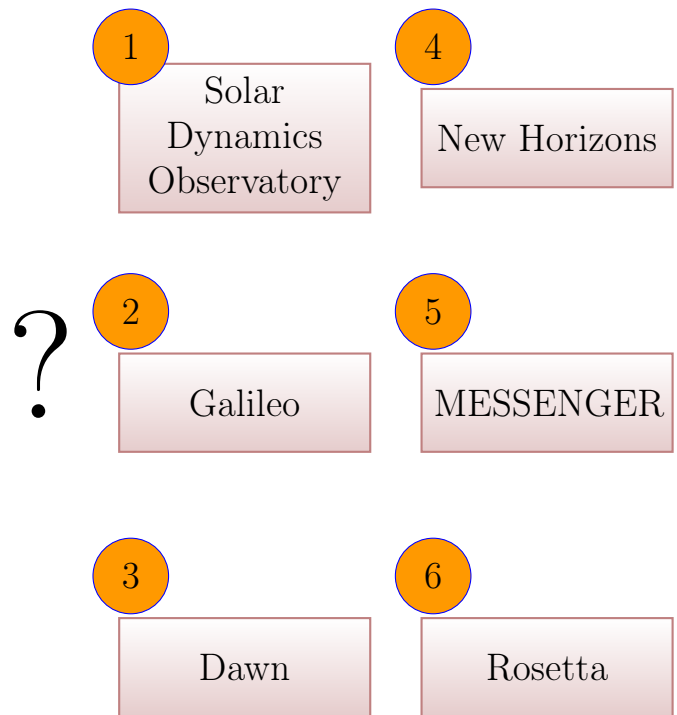 1
Solar
Dynamics
Observatory
4
New Horizons
?
2
Galileo
5
MESSENGER
3
Dawn
6
Rosetta